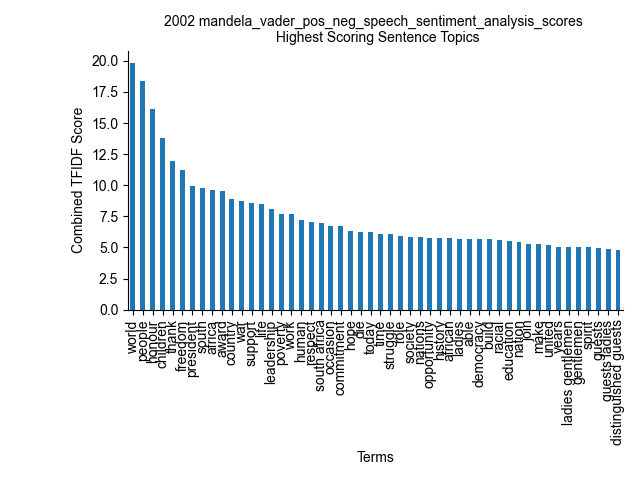 2002 mandela_vader_pos_neg_speech_sentiment_analysis_scores
Highest Scoring Sentence Topics
20.0
17.5
15.0
12.5
10.0
7.5
5.0
2.5
0.0
Combined TFIDF Score
world
people
honour
children
thank
freedom
president
south
africa
award
country
war
support
life
leadership
poverty
work
human
respect
south africa
occasion
commitment
hope
die
today
time
struggle
role
society
nations
opportunity
history
african
ladies
able
democracy
build
racial
education
nation
join
make
united
years
ladies gentlemen
gentlemen
spirit
guests
guests ladies
distinguished guests
Terms